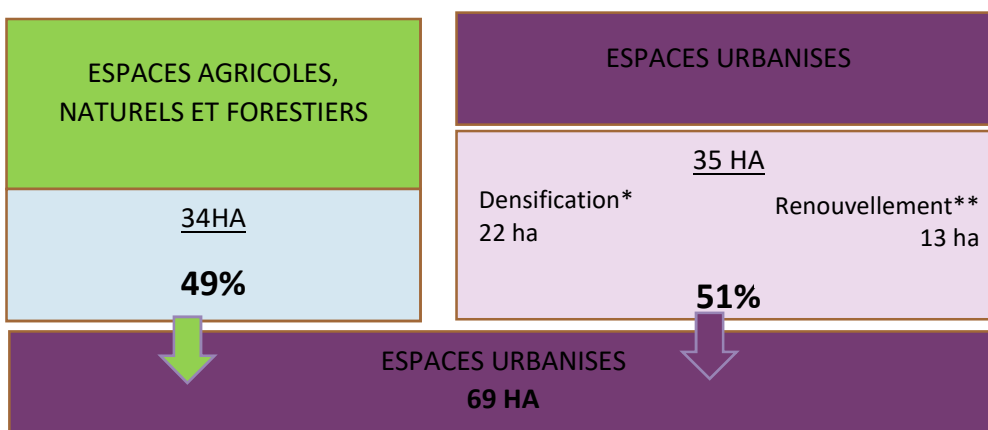 ESPACES AGRICOLES,
NATURELS ET FORESTIERS
34HA
49%
ESPACES URBANISES
35 HA
Densification*
22 ha
Renouvellement**
13 ha
51%
ESPACES URBANISES
69 HA